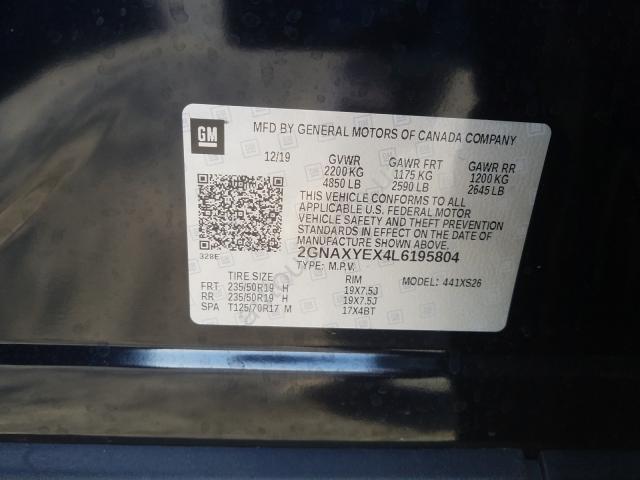 GM
MFD BY GENERAL MOTORS OF CANADA COMPANY
12/19 GVWR GAWR FRT GAWR RR
2200 KG 1175 KG 1200 KG
4850 LB 2590 LB 2645 LB
THIS VEHICLE CONFORMS TO ALL
APPLICABLE U.S. FEDERAL MOTOR
VEHICLE SAFETY AND THEFT PREVENTION
STANDARDS IN EFFECT ON THE DATE OF
MANUFACTURE SHOWN ABOVE.
328E 2GNAXYEX4L6195804
TYPE: M.P.V. MODEL: 441XS26
TIRE SIZE RIM
FRT 235/50R19 H 19X7.5J
RR 235/50R19 H 19X7.5J
SPA T125/70R17 M 17X4BT